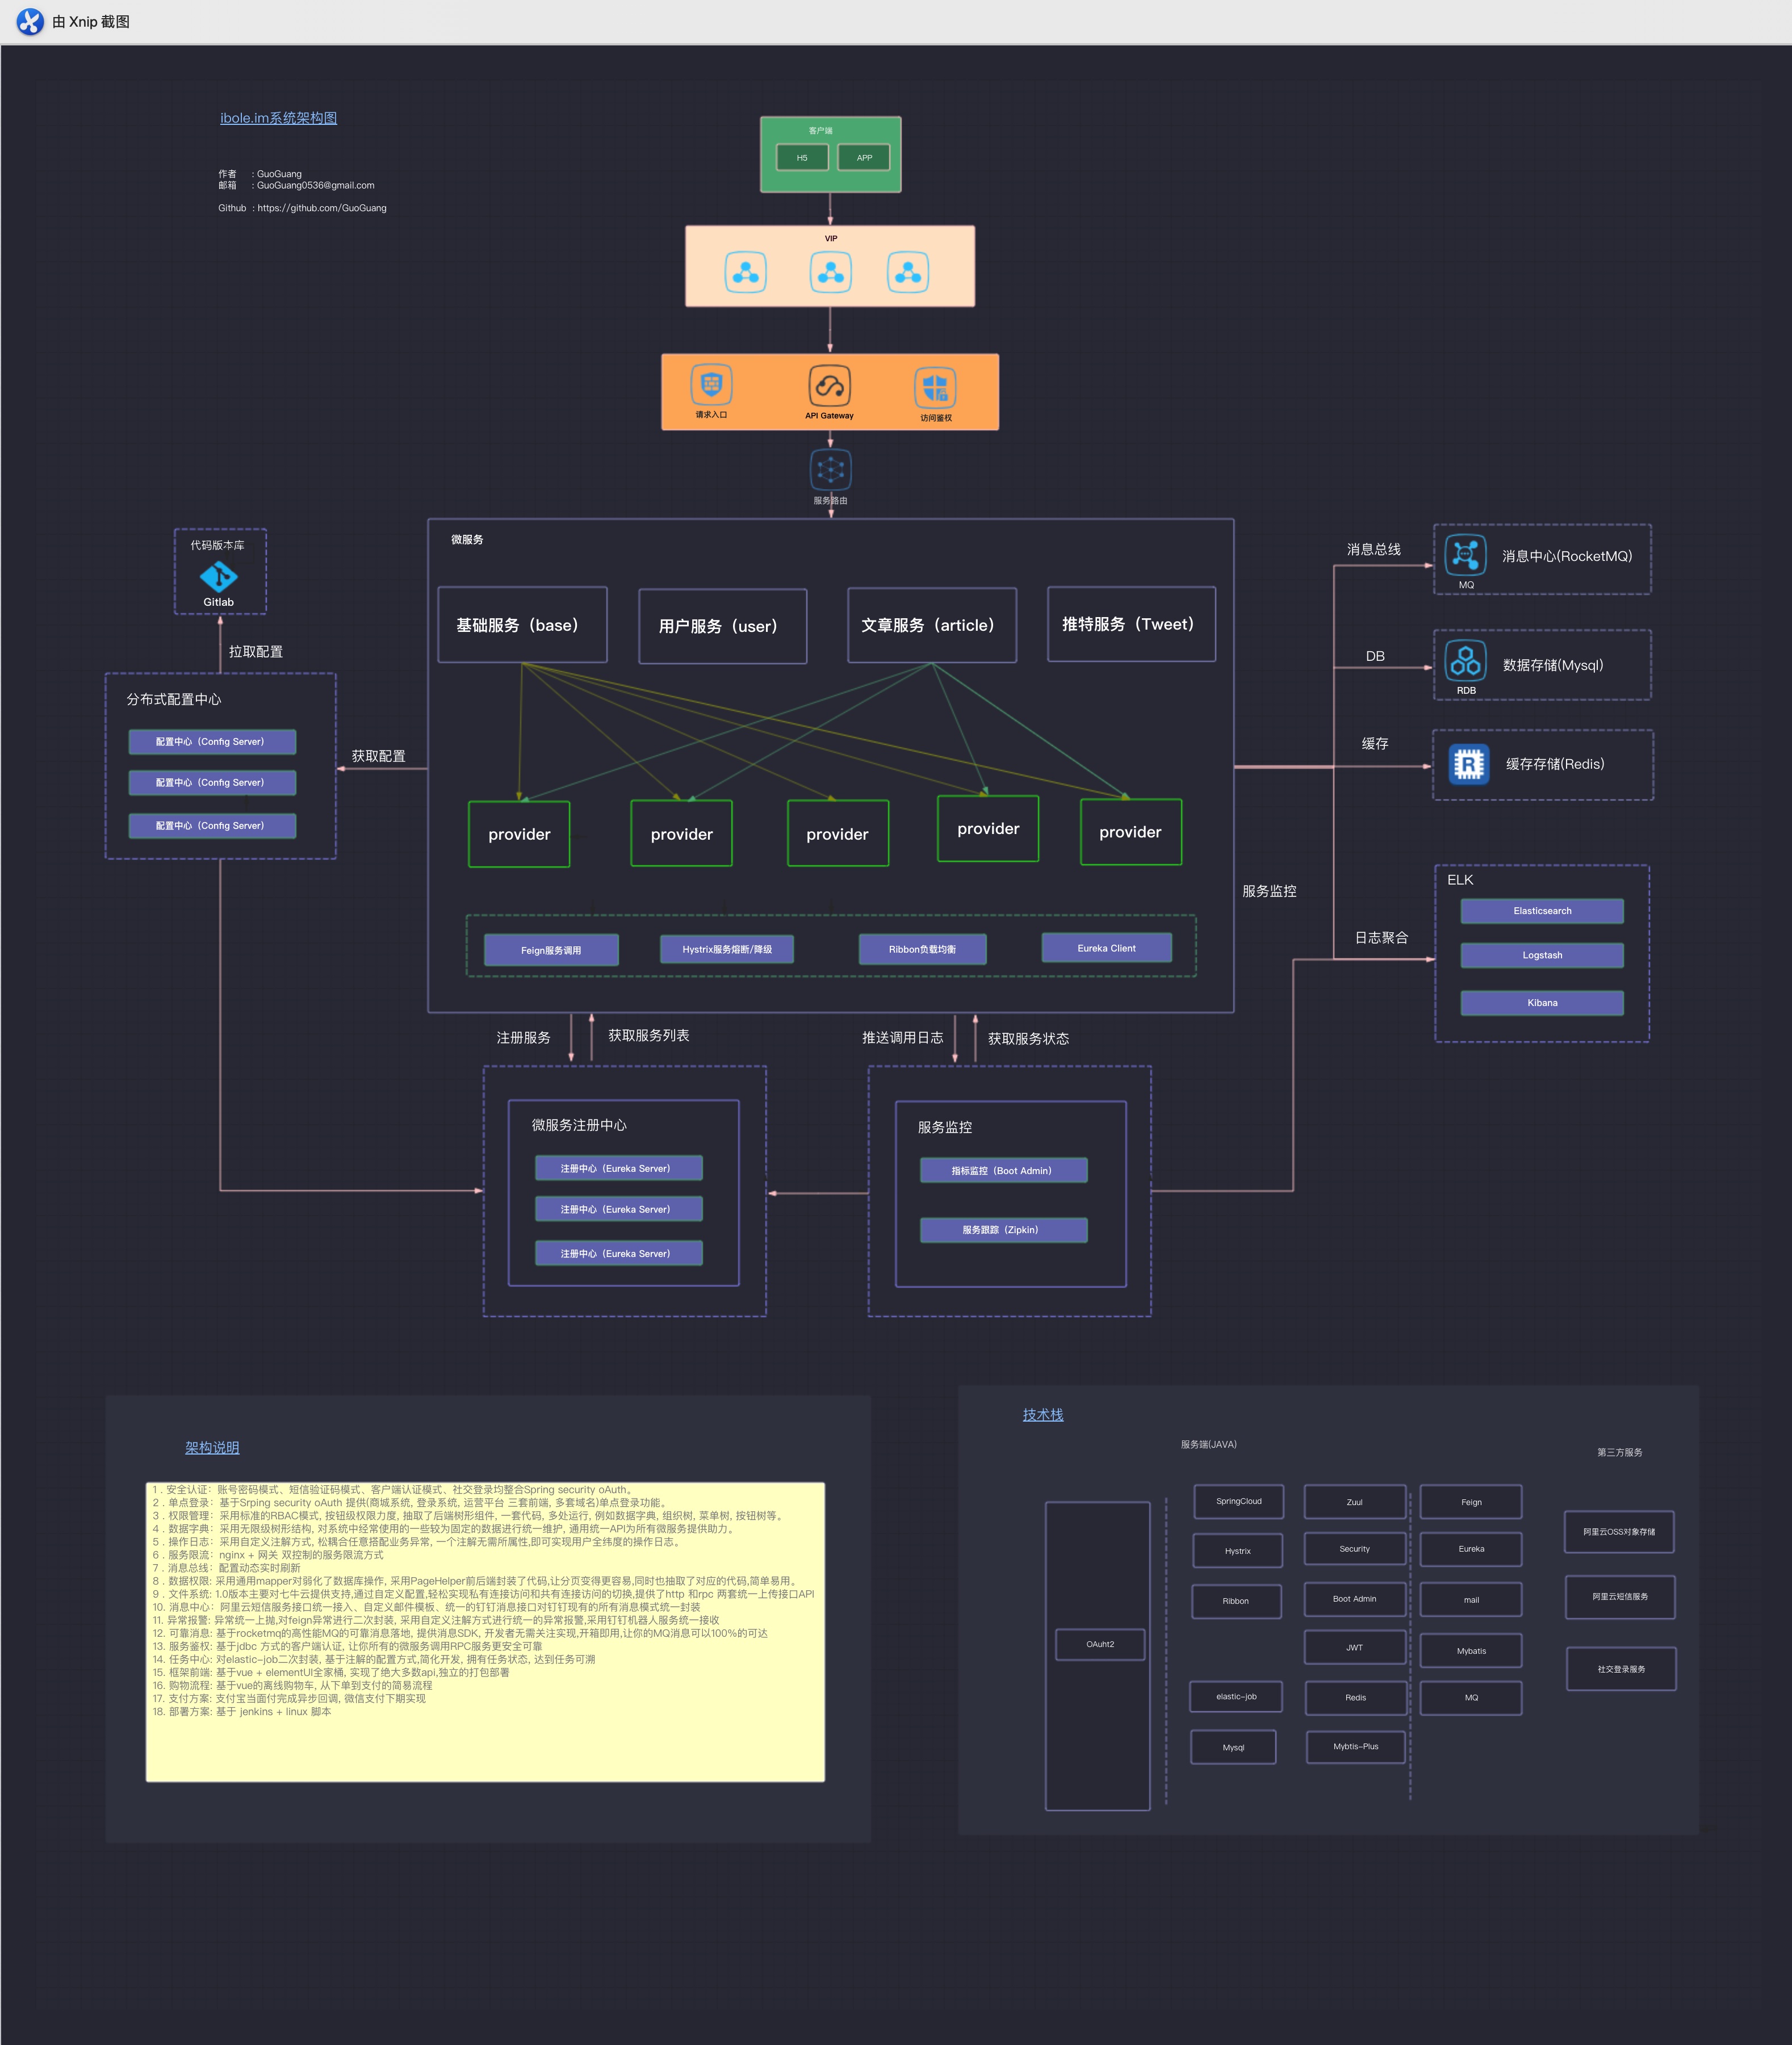 由 Xnip 截图
ibole.im系统架构图
作者 : GuoGuang
邮箱 : GuoGuang0536@gmail.com
Github : https://github.com/GuoGuang
客户端
H5
APP
VIP
请求入口
API Gateway
访问鉴权
服务路由
代码版本库
Gitlab
拉取配置
分布式配置中心
配置中心（Config Server）
配置中心（Config Server）
配置中心（Config Server）
获取配置
微服务
基础服务（base）
用户服务（user）
文章服务（article）
推特服务（Tweet）
provider
provider
provider
provider
provider
Feign服务调用
Hystrix服务熔断/降级
Ribbon负载均衡
Eureka Client
消息总线
MQ
消息中心(RocketMQ)
DB
RDB
数据存储(Mysql)
缓存
缓存存储(Redis)
服务监控
日志聚合
ELK
Elasticsearch
Logstash
Kibana
注册服务
获取服务列表
推送调用日志
获取服务状态
微服务注册中心
注册中心（Eureka Server）
注册中心（Eureka Server）
注册中心（Eureka Server）
服务监控
指标监控（Boot Admin）
服务跟踪（Zipkin）
架构说明
1 . 安全认证：账号密码模式、短信验证码模式、客户端认证模式、社交登录均整合Spring security oAuth。
2 . 单点登录：基于Srping security oAuth 提供(商城系统, 登录系统, 运营平台 三套前端, 多套域名)单点登录功能。
3 . 权限管理：采用标准的RBAC模式, 按钮级权限力度, 抽取了后端树形组件, 一套代码, 多处运行, 例如数据字典, 组织树, 菜单树, 按钮树等。
4 . 数据字典：采用无限级树形结构, 对系统中经常使用的一些较为固定的数据进行统一维护, 通用统一API为所有微服务提供助力。
5 . 操作日志：采用自定义注解方式, 松耦合任意搭配业务异常, 一个注解无需所属性,即可实现用户全纬度的操作日志。
6 . 服务限流：nginx + 网关 双控制的服务限流方式
7 . 消息总线：配置动态实时刷新
8 . 数据权限: 采用通用mapper对弱化了数据库操作, 采用PageHelper前后端封装了代码,让分页变得更容易,同时也抽取了对应的代码,简单易用。
9 . 文件系统: 1.0版本主要对七牛云提供支持,通过自定义配置,轻松实现私有连接访问和共有连接访问的切换,提供了http 和rpc 两套统一上传接口API
10. 消息中心：阿里云短信服务接口统一接入、自定义邮件模板、统一的钉钉消息接口对钉钉现有的所有消息模式统一封装
11. 异常报警: 异常统一上抛,对feign异常进行二次封装, 采用自定义注解方式进行统一的异常报警,采用钉钉机器人服务统一接收
12. 可靠消息: 基于rocketmq的高性能MQ的可靠消息落地, 提供消息SDK, 开发者无需关注实现,开箱即用,让你的MQ消息可以100%的可达
13. 服务鉴权: 基于jdbc 方式的客户端认证, 让你所有的微服务调用RPC服务更安全可靠
14. 任务中心: 对elastic-job二次封装, 基于注解的配置方式,简化开发, 拥有任务状态, 达到任务可溯
15. 框架前端: 基于vue + elementUI全家桶, 实现了绝大多数api,独立的打包部署
16. 购物流程: 基于vue的离线购物车, 从下单到支付的简易流程
17. 支付方案: 支付宝当面付完成异步回调, 微信支付下期实现
18. 部署方案: 基于 jenkins + linux 脚本
技术栈
服务端(JAVA)
第三方服务
OAuht2
SpringCloud
Zuul
Feign
Hystrix
Security
Eureka
Ribbon
Boot Admin
mail
JWT
Mybatis
elastic-job
Redis
MQ
Mysql
Mybtis-Plus
阿里云OSS对象存储
阿里云短信服务
社交登录服务